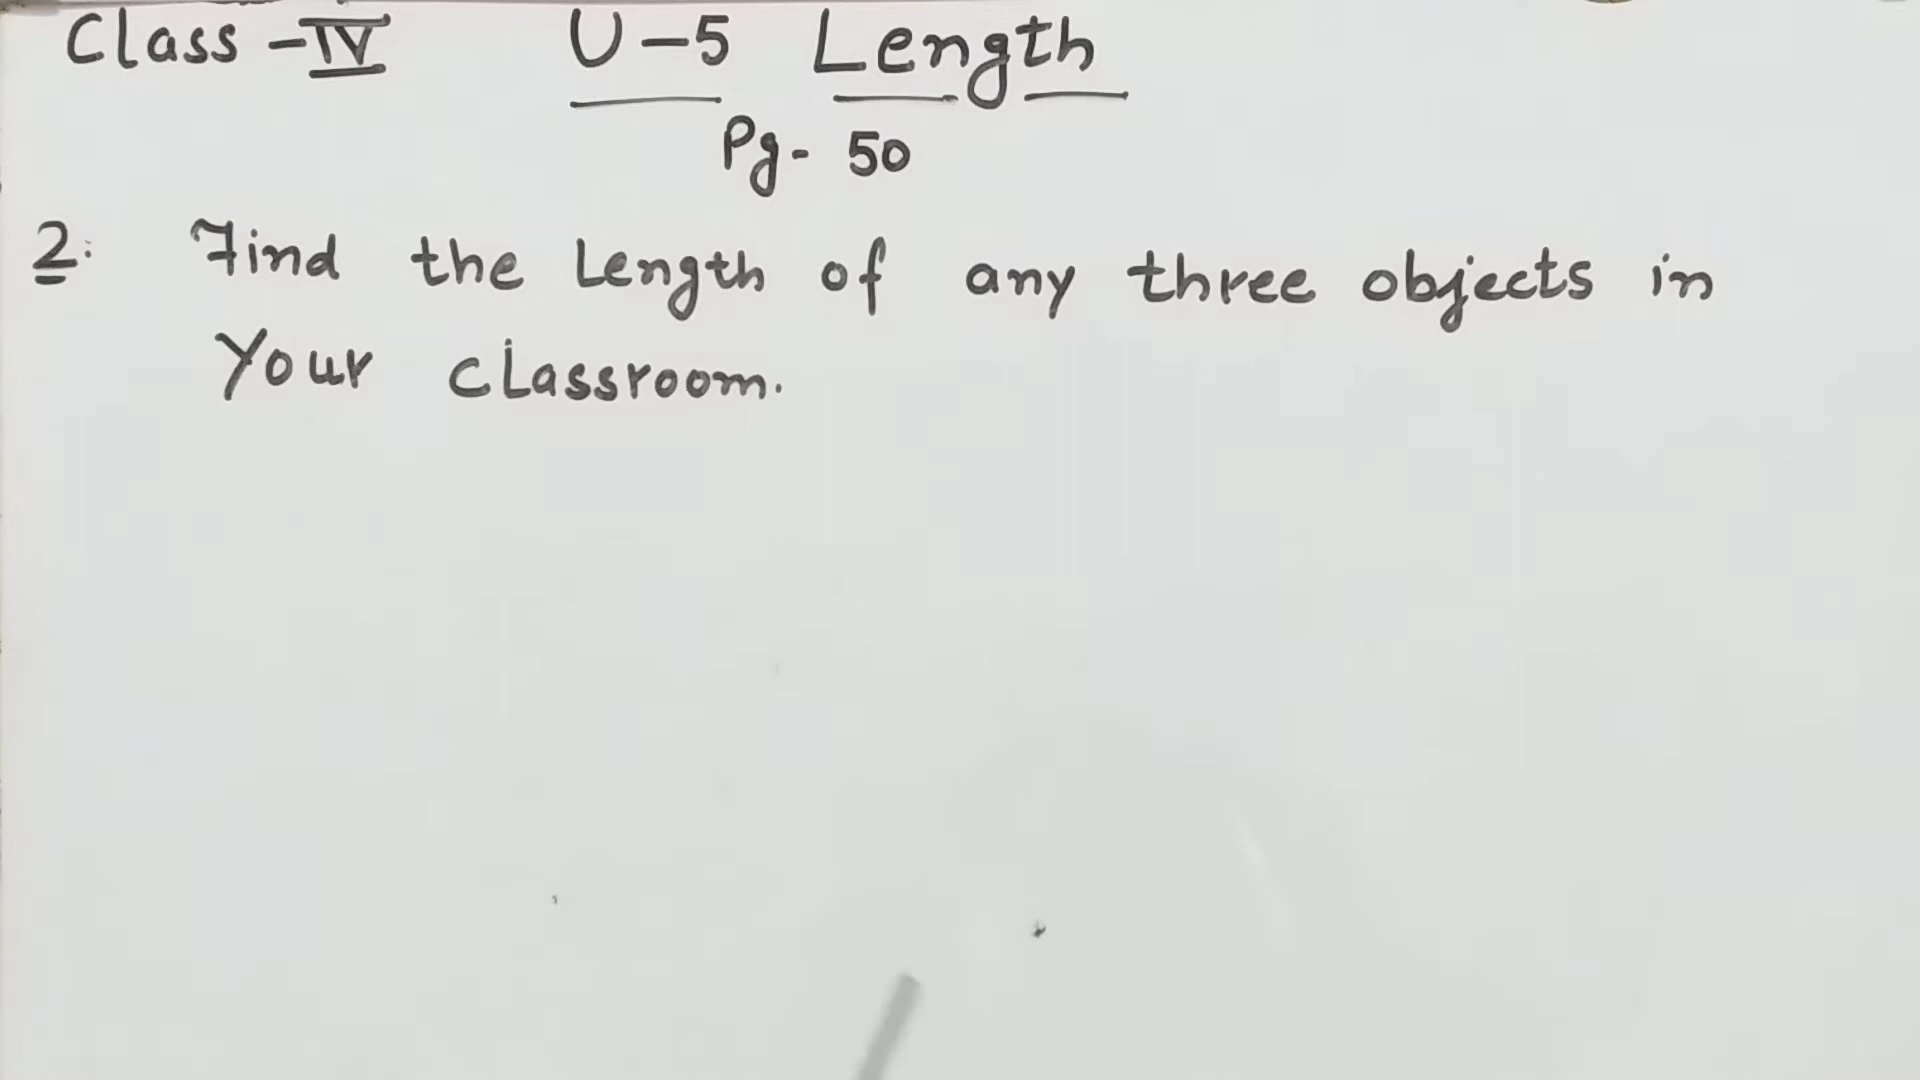 Class - IV U-5 Length
Pg- 50
2. Find the Length of any three objects in
Your classroom.